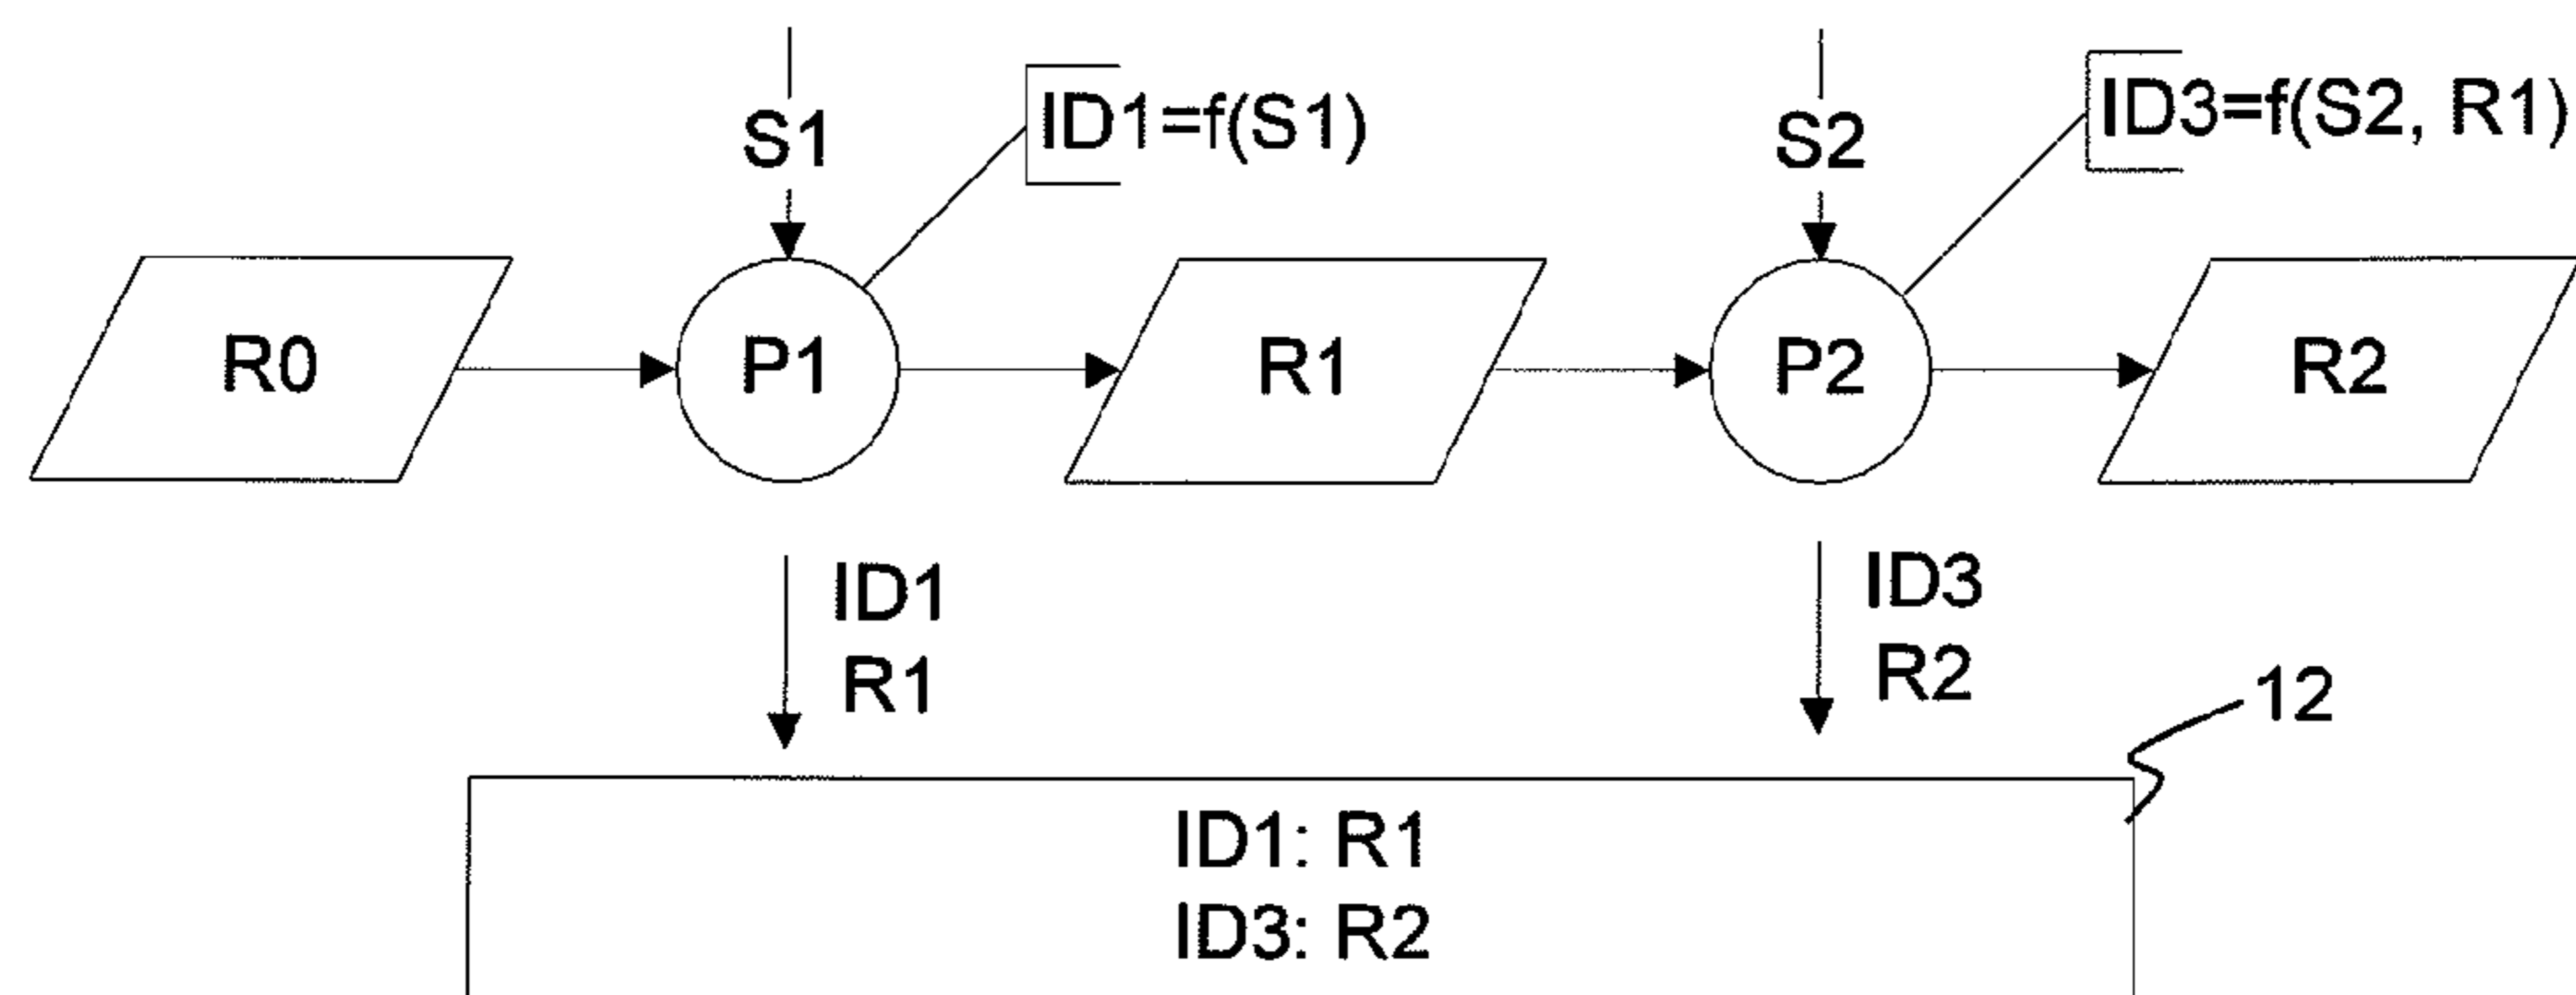 S1
ID1=f(S1)
S2
ID3=f(S2, R1)
R0
P1
R1
P2
R2
ID1
R1
ID3
R2
12
ID1: R1
ID3: R2